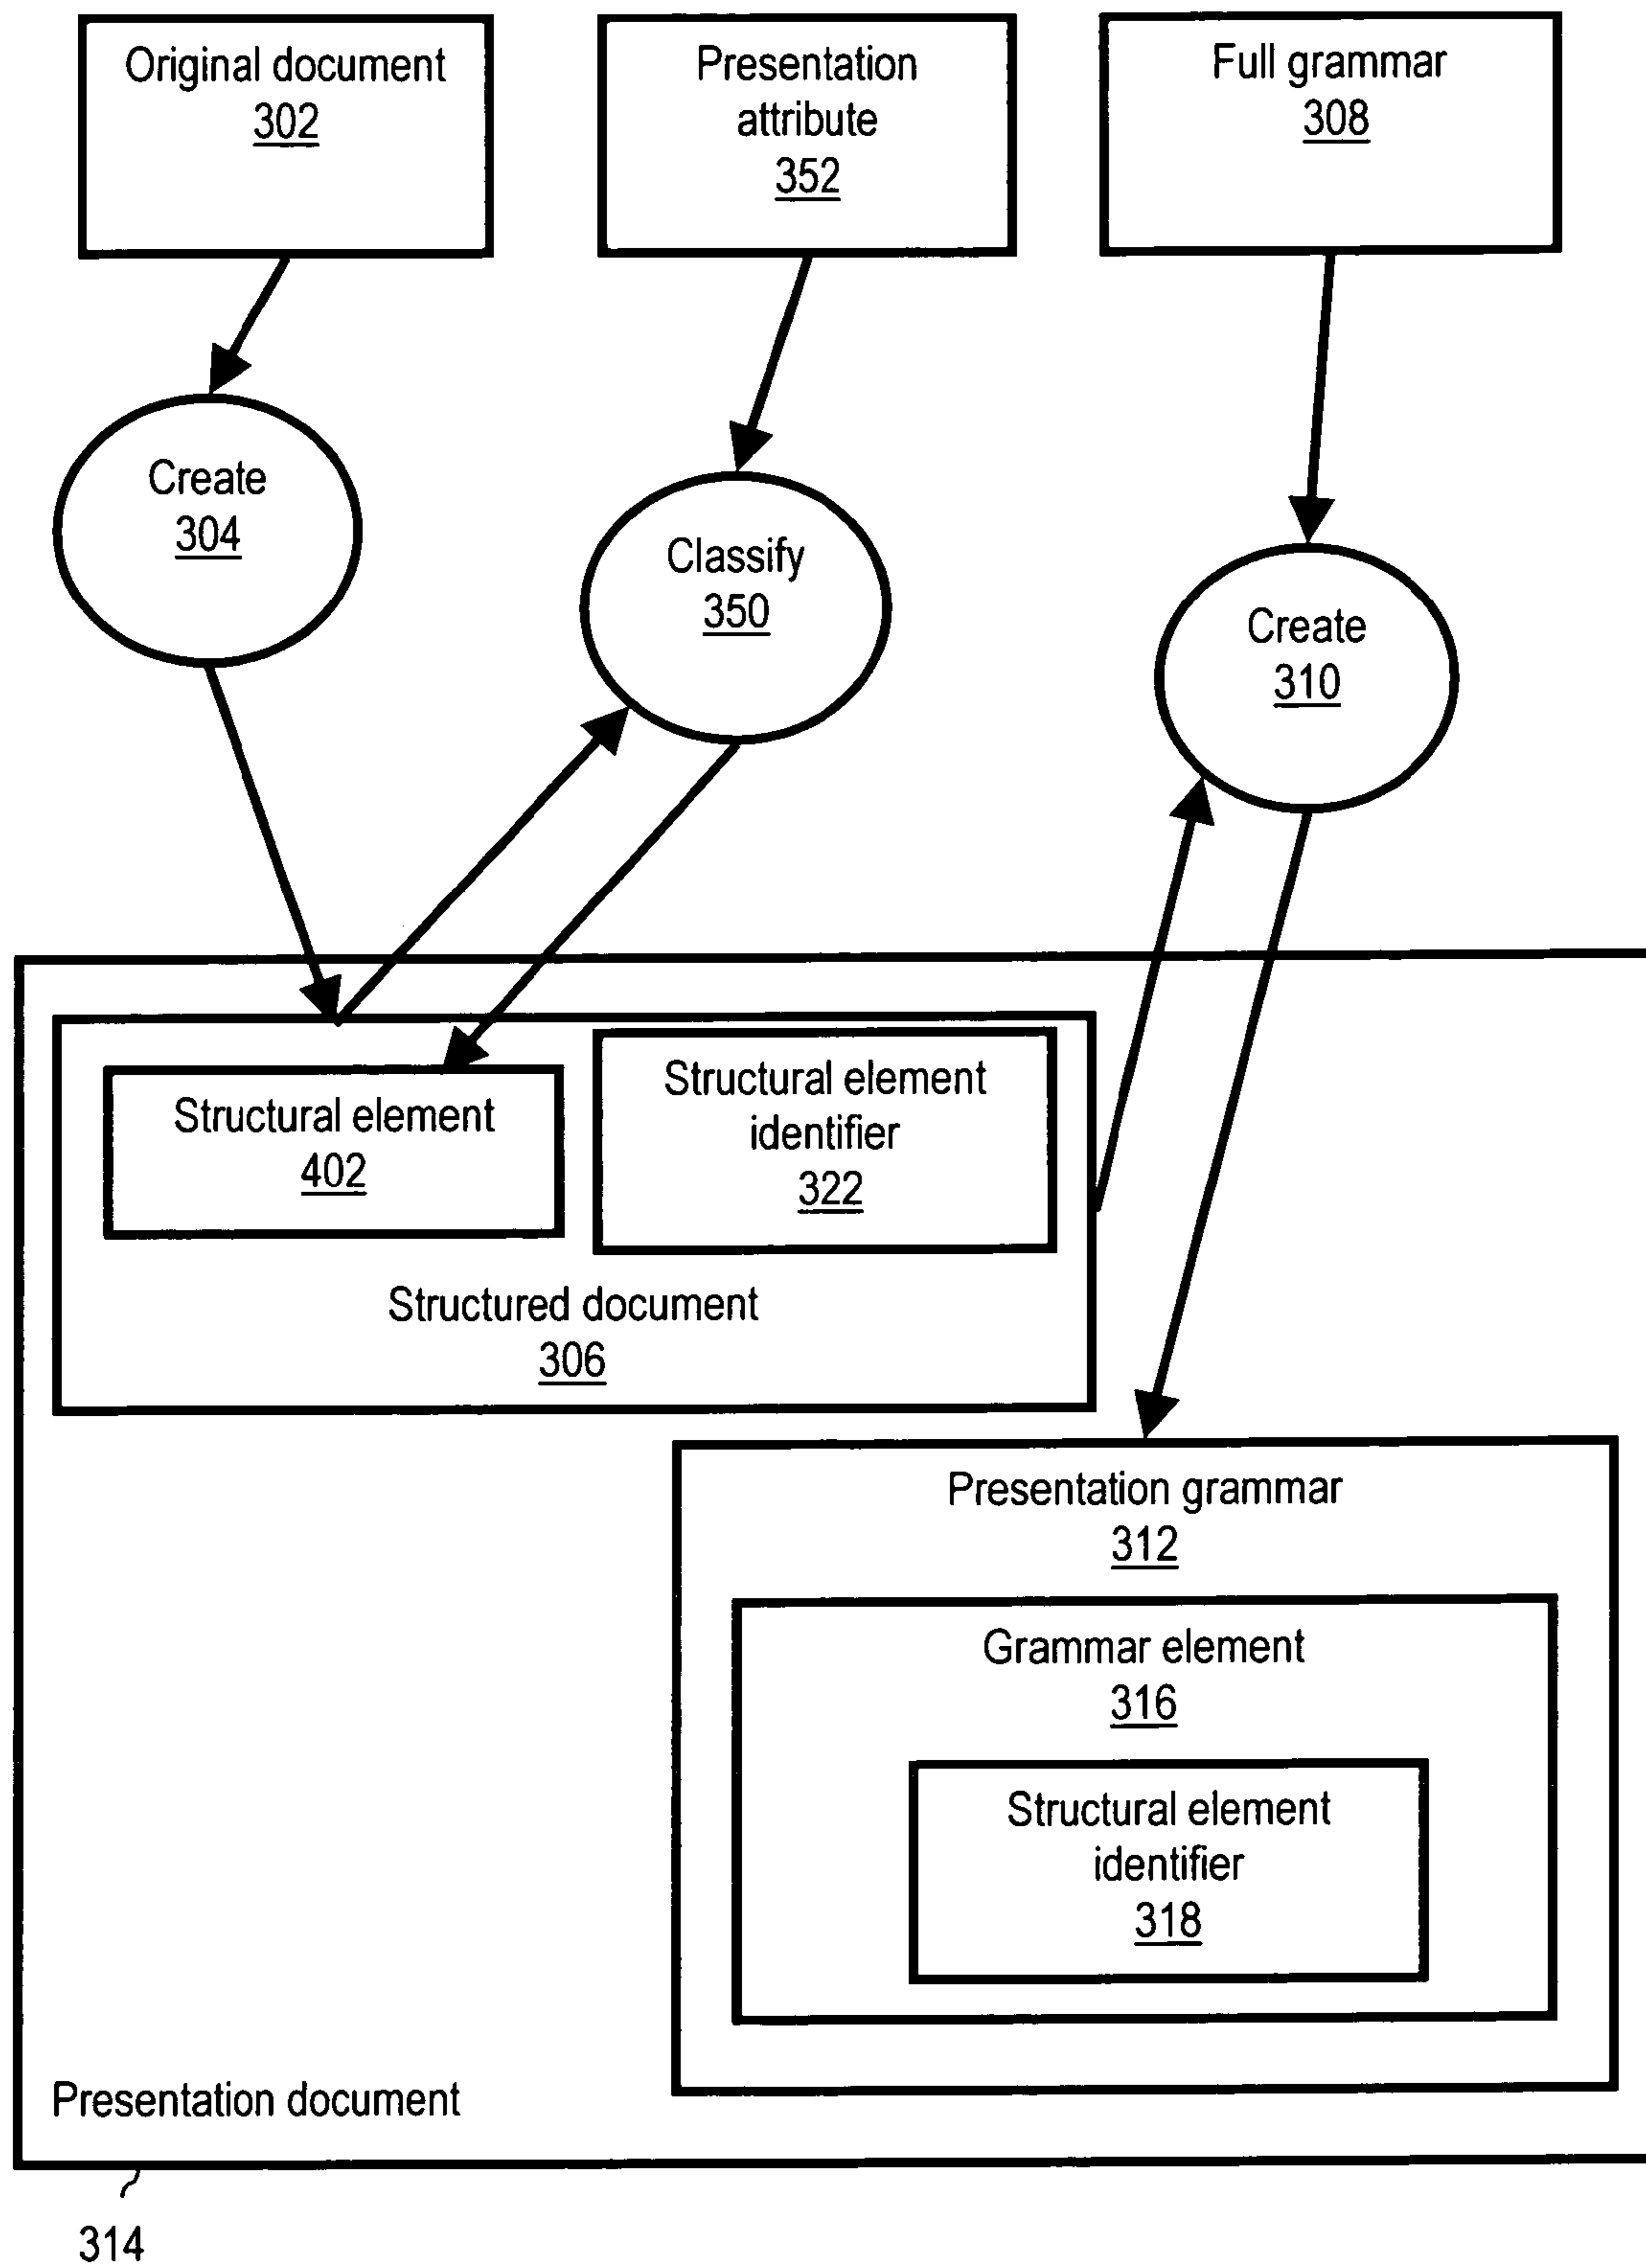 Original document
302
Presentation
attribute
352
Full grammar
308
Create
304
Classify
350
Create
310
Structural element
402
Structural element
identifier
322
Structured document
306
Presentation grammar
312
Grammar element
316
Structural element
identifier
318
Presentation document
314